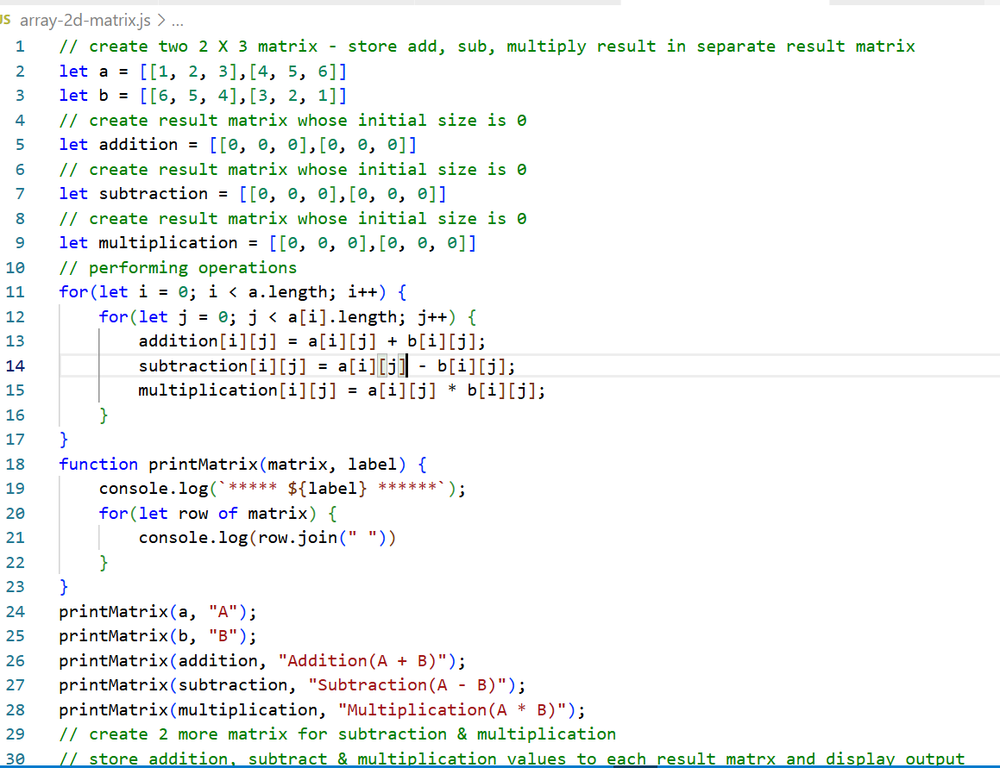 JS array-2d-matrix.js > ...
1 // create two 2 X 3 matrix - store add, sub, multiply result in separate result matrix
2 let a = [[1, 2, 3],[4, 5, 6]]
3 let b = [[6, 5, 4],[3, 2, 1]]
4 // create result matrix whose initial size is 0
5 let addition = [[0, 0, 0],[0, 0, 0]]
6 // create result matrix whose initial size is 0
7 let subtraction = [[0, 0, 0],[0, 0, 0]]
8 // create result matrix whose initial size is 0
9 let multiplication = [[0, 0, 0],[0, 0, 0]]
10 // performing operations
11 for(let i = 0; i < a.length; i++) {
12     for(let j = 0; j < a[i].length; j++) {
13         addition[i][j] = a[i][j] + b[i][j];
14         subtraction[i][j] = a[i][j] - b[i][j];
15         multiplication[i][j] = a[i][j] * b[i][j];
16     }
17 }
18 function printMatrix(matrix, label) {
19     console.log(`***** ${label} ******`);
20     for(let row of matrix) {
21         console.log(row.join(" "))
22     }
23 }
24 printMatrix(a, "A");
25 printMatrix(b, "B");
26 printMatrix(addition, "Addition(A + B)");
27 printMatrix(subtraction, "Subtraction(A - B)");
28 printMatrix(multiplication, "Multiplication(A * B)");
29 // create 2 more matrix for subtraction & multiplication
30 // store addition, subtract & multiplication values to each result matrx and display output